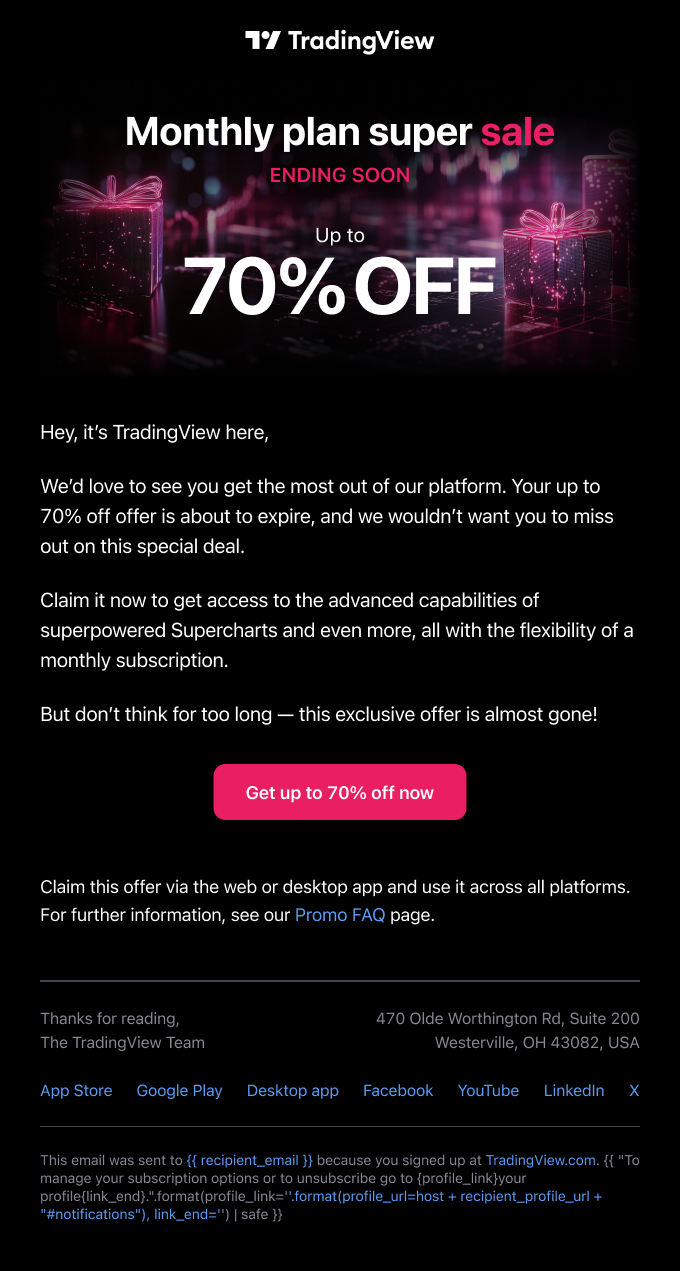 TradingView
Monthly plan super sale
ENDING SOON
Up to
70% OFF
Hey, it’s TradingView here,
We’d love to see you get the most out of our platform. Your up to
70% off offer is about to expire, and we wouldn’t want you to miss
out on this special deal.
Claim it now to get access to the advanced capabilities of
superpowered Supercharts and even more, all with the flexibility of a
monthly subscription.
But don’t think for too long — this exclusive offer is almost gone!
Get up to 70% off now
Claim this offer via the web or desktop app and use it across all platforms.
For further information, see our Promo FAQ page.
Thanks for reading,
The TradingView Team
470 Olde Worthington Rd, Suite 200
Westerville, OH 43082, USA
App Store Google Play Desktop app Facebook YouTube LinkedIn X
This email was sent to {{ recipient_email }} because you signed up at TradingView.com. {{ "To
manage your subscription options or to unsubscribe go to {profile_link}your
profile{link_end}.".format(profile_link=''.format(profile_url=host + recipient_profile_url +
"#notifications"), link_end='') | safe }}